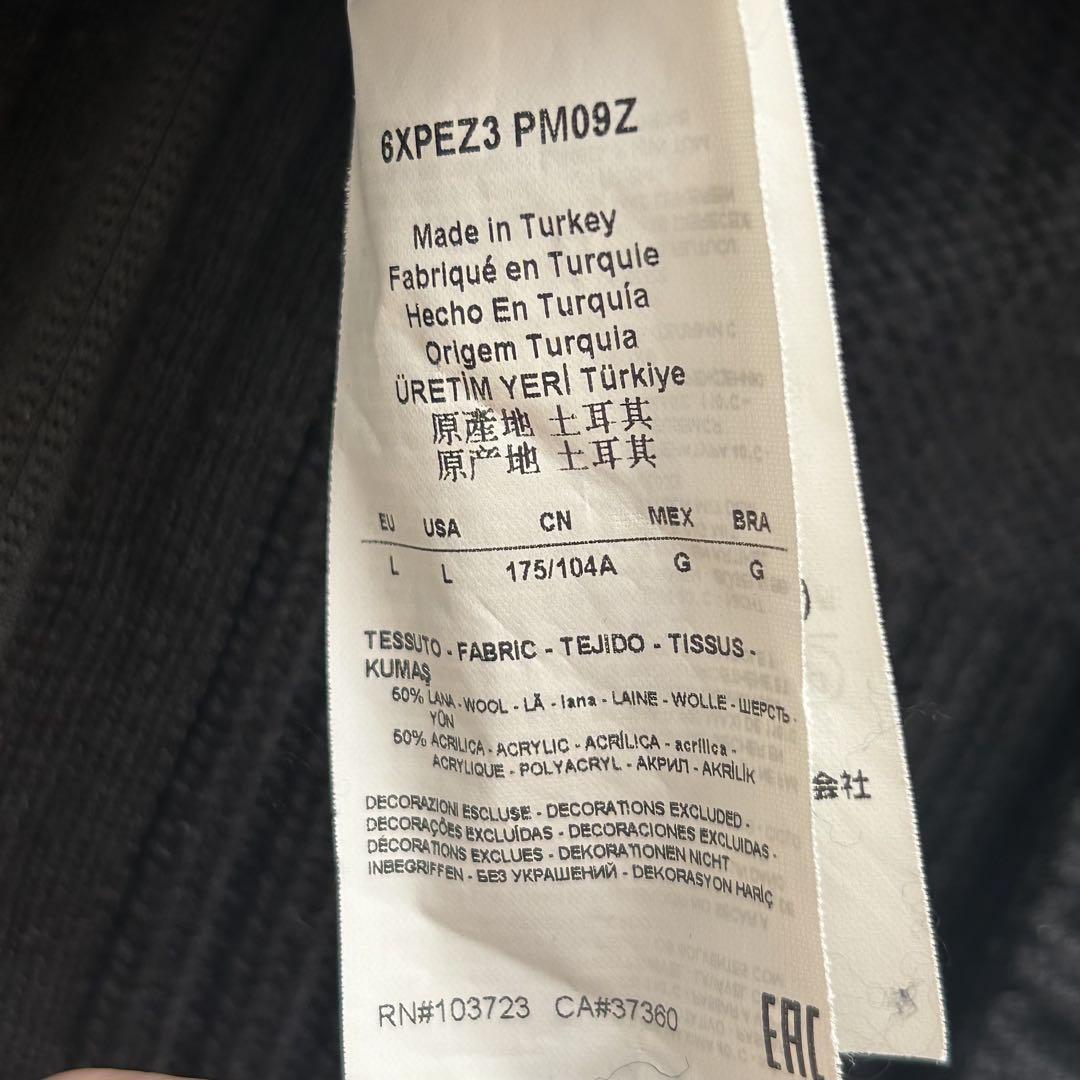 6XPEZ3 PM09Z
Made in Turkey
Fabriqué en Turquie
Hecho En Turquía
Origem Turquia
ÜRETİM YERİ Türkiye
原產地 土耳其
原产地 土耳其
EU USA CN MEX BRA
L L 175/104A G G
TESSUTO - FABRIC - TEJIDO - TISSUS -
KUMAŞ
50% LANA - WOOL - LÃ - lana - LAINE - WOLLE - ШЕРСТЬ -
YÜN
50% ACRILICA - ACRYLIC - ACRÍLICA - acrílica -
ACRYLIQUE - POLYACRYL - АКРИЛ - AKRİLİK
DECORAZIONI ESCLUSE - DECORATIONS EXCLUDED -
DECORAÇÕES EXCLUÍDAS - DECORACIONES EXCLUIDAS -
DÉCORATIONS EXCLUES - DEKORATIONEN NICHT
INBEGRIFFEN - БЕЗ УКРАШЕНИЙ - DEKORASYON HARİÇ
RN#103723 CA#37360
EAC
会社